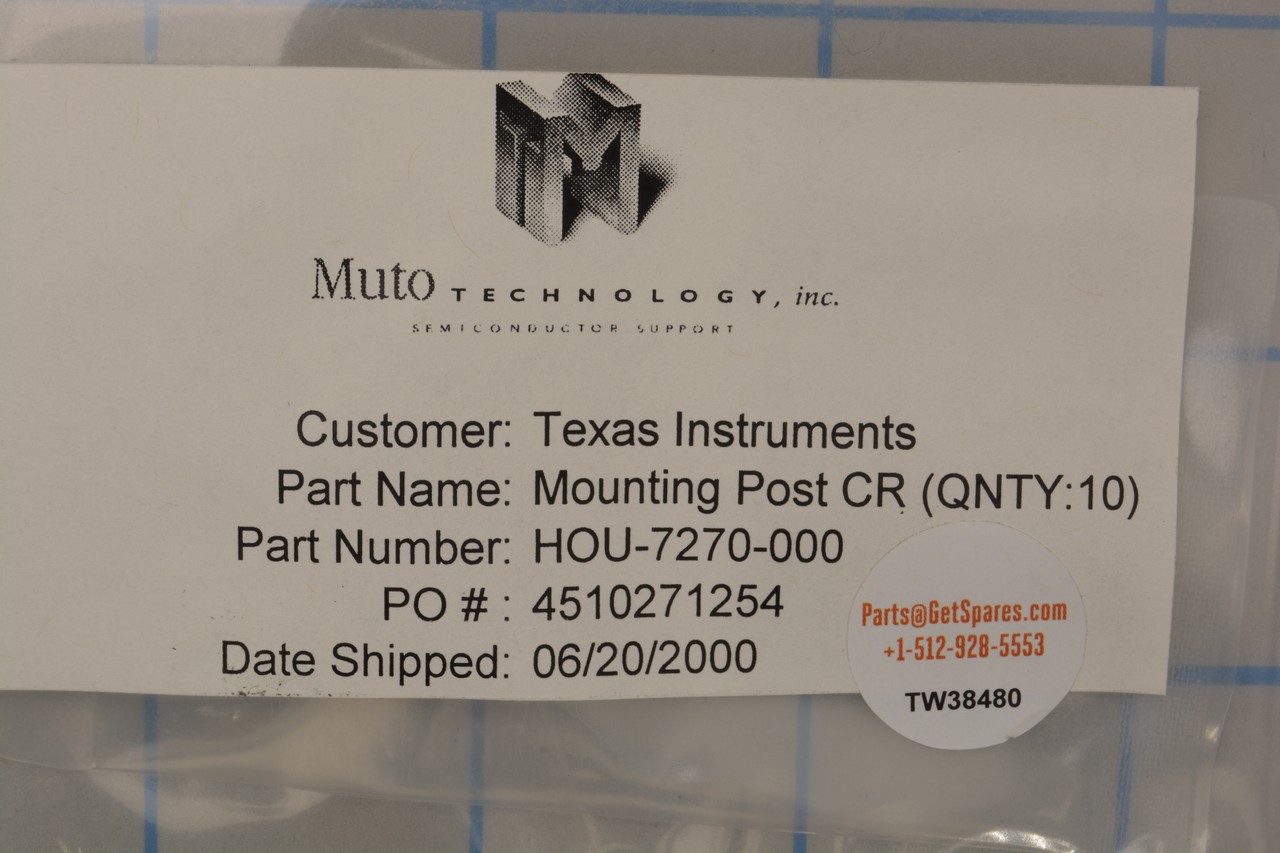 TM
Muto TECHNOLOGY, inc.
SEMICONDUCTOR SUPPORT
Customer: Texas Instruments
Part Name: Mounting Post CR (QNTY:10)
Part Number: HOU-7270-000
PO # : 4510271254
Date Shipped: 06/20/2000
Parts@GetSpares.com
+1-512-928-5553
TW38480